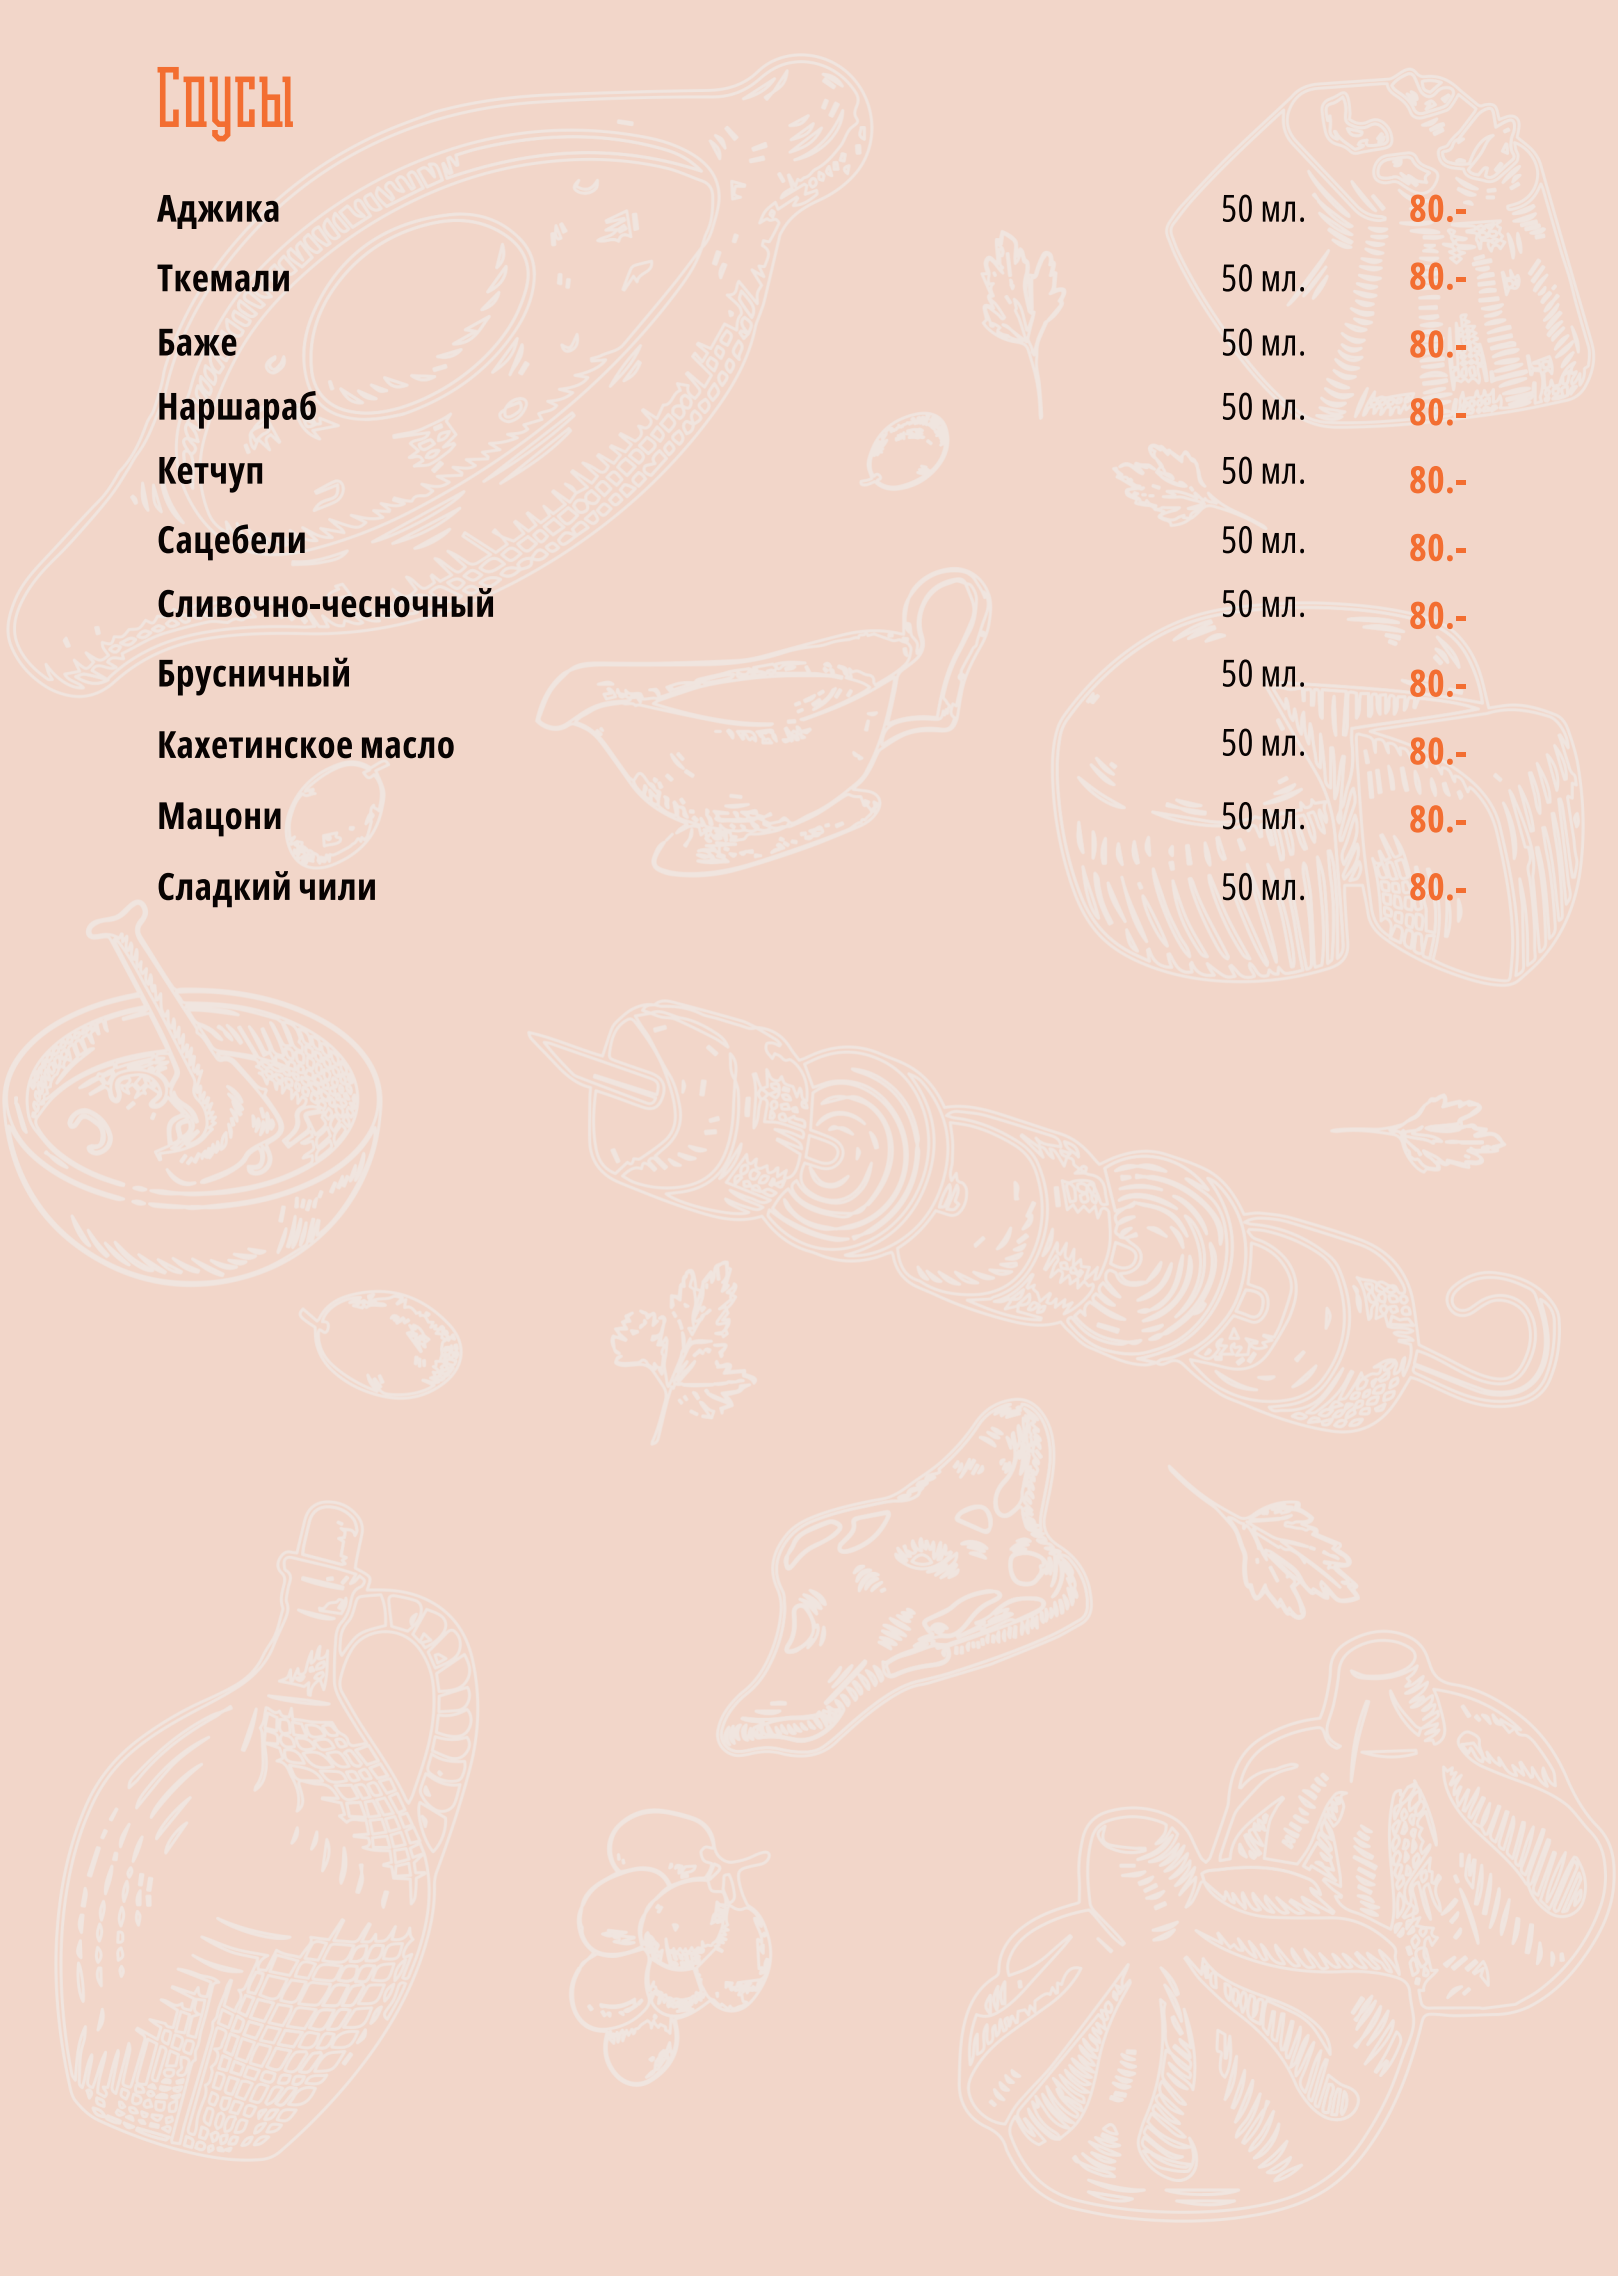 Соусы
Аджика 50 мл. 80.-
Ткемали 50 мл. 80.-
Баже 50 мл. 80.-
Наршараб 50 мл. 80.-
Кетчуп 50 мл. 80.-
Сацебели 50 мл. 80.-
Сливочно-чесночный 50 мл. 80.-
Брусничный 50 мл. 80.-
Кахетинское масло 50 мл. 80.-
Мацони 50 мл. 80.-
Сладкий чили 50 мл. 80.-